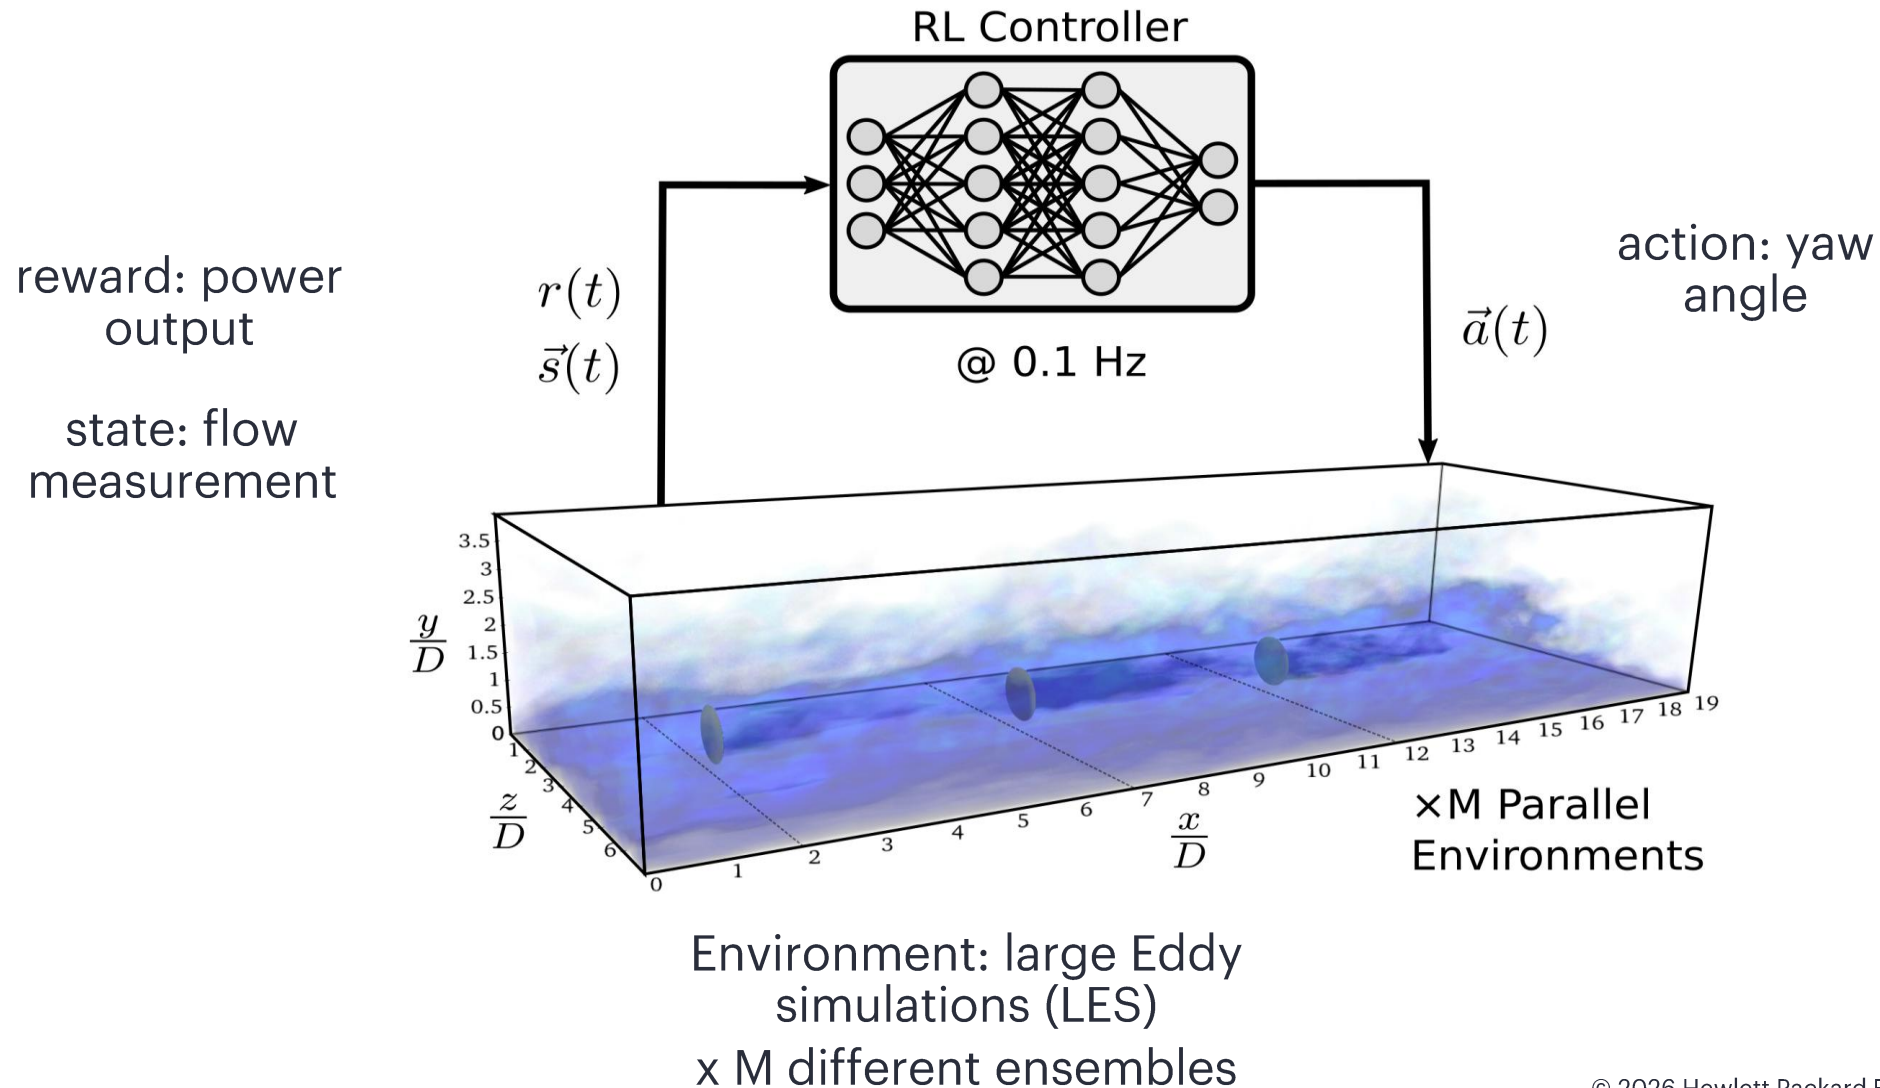 RL Controller
reward: power
output
r(t)
s⃗(t)
@ 0.1 Hz
action: yaw
angle
a⃗(t)
3.5
3
2.5
2
1.5
1
0.5
0
y
D
1
2
3
4
5
6
z
D
0
1
2
3
4
5
6
7
8
9
10
11
12
13
14
15
16
17
18
19
x
D
state: flow
measurement
×M Parallel
Environments
Environment: large Eddy
simulations (LES)
x M different ensembles
© 2026 Hewlett Packard